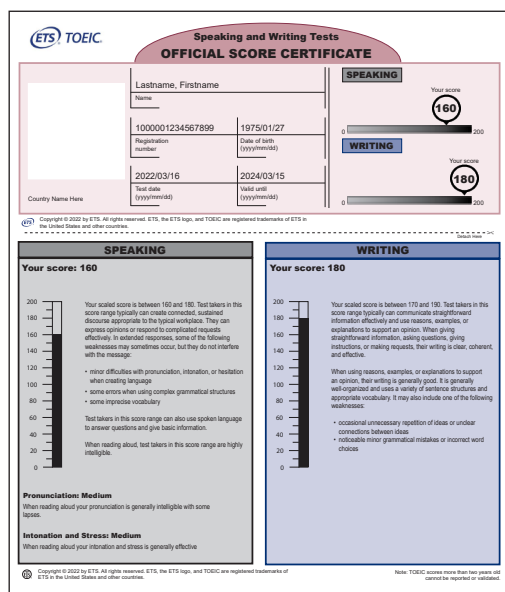 ETS TOEIC.
Speaking and Writing Tests
OFFICIAL SCORE CERTIFICATE
Lastname, Firstname
Name
1000001234567899 1975/01/27
Registration number Date of birth (yyyy/mm/dd)
2022/03/16 2024/03/15
Test date (yyyy/mm/dd) Valid until (yyyy/mm/dd)
Country Name Here
SPEAKING
Your score
160
0 200
WRITING
Your score
180
0 200
ETS Copyright © 2022 by ETS. All rights reserved. ETS, the ETS logo, and TOEIC are registered trademarks of ETS in
the United States and other countries.
Detach Here
SPEAKING
Your score: 160
200
180
160
140
120
100
80
60
40
20
0
Your scaled score is between 160 and 180. Test takers in this
score range typically can create connected, sustained
discourse appropriate to the typical workplace. They can
express opinions or respond to complicated requests
effectively. In extended responses, some of the following
weaknesses may sometimes occur, but they do not interfere
with the message:
• minor difficulties with pronunciation, intonation, or hesitation
when creating language
• some errors when using complex grammatical structures
• some imprecise vocabulary
Test takers in this score range can also use spoken language
to answer questions and give basic information.
When reading aloud, test takers in this score range are highly
intelligible.
Pronunciation: Medium
When reading aloud your pronunciation is generally intelligible with some
lapses.
Intonation and Stress: Medium
When reading aloud your intonation and stress is generally effective
WRITING
Your score: 180
200
180
160
140
120
100
80
60
40
20
0
Your scaled score is between 170 and 190. Test takers in this
score range typically can communicate straightforward
information effectively and use reasons, examples, or
explanations to support an opinion. When giving
straightforward information, asking questions, giving
instructions, or making requests, their writing is clear, coherent,
and effective.
When using reasons, examples, or explanations to support
an opinion, their writing is generally good. It is generally
well-organized and uses a variety of sentence structures and
appropriate vocabulary. It may also include one of the following
weaknesses:
• occasional unnecessary repetition of ideas or unclear
connections between ideas
• noticeable minor grammatical mistakes or incorrect word
choices
Copyright © 2022 by ETS. All rights reserved. ETS, the ETS logo, and TOEIC are registered trademarks of
ETS in the United States and other countries.
Note: TOEIC scores more than two years old
cannot be reported or validated.